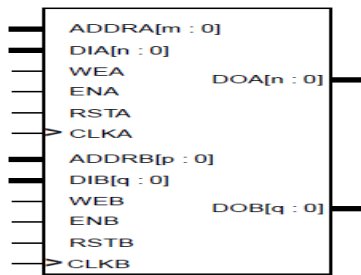 ADDRA[m : 0]
DIA[n : 0]
WEA
DOA[n : 0]
ENA
RSTA
CLKA
ADDRB[p : 0]
DIB[q : 0]
WEB
DOB[q : 0]
ENB
RSTB
CLKB